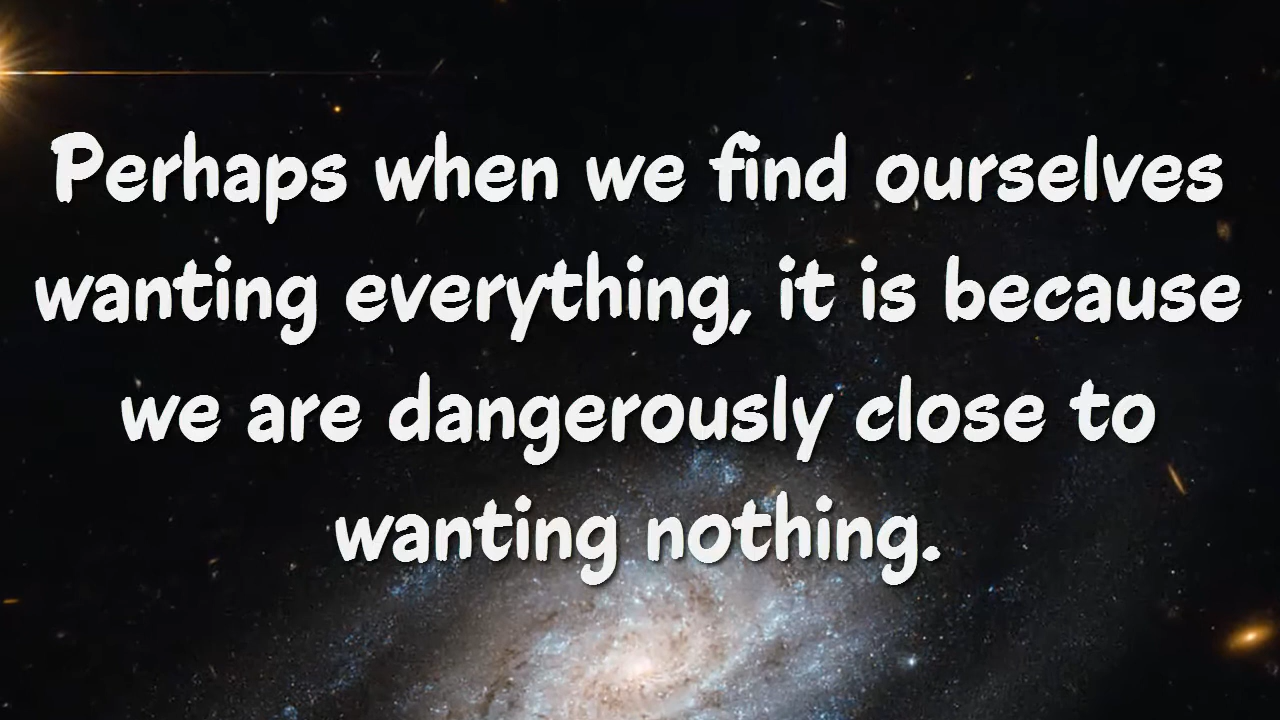 Perhaps when we find ourselves
wanting everything, it is because
we are dangerously close to
wanting nothing.